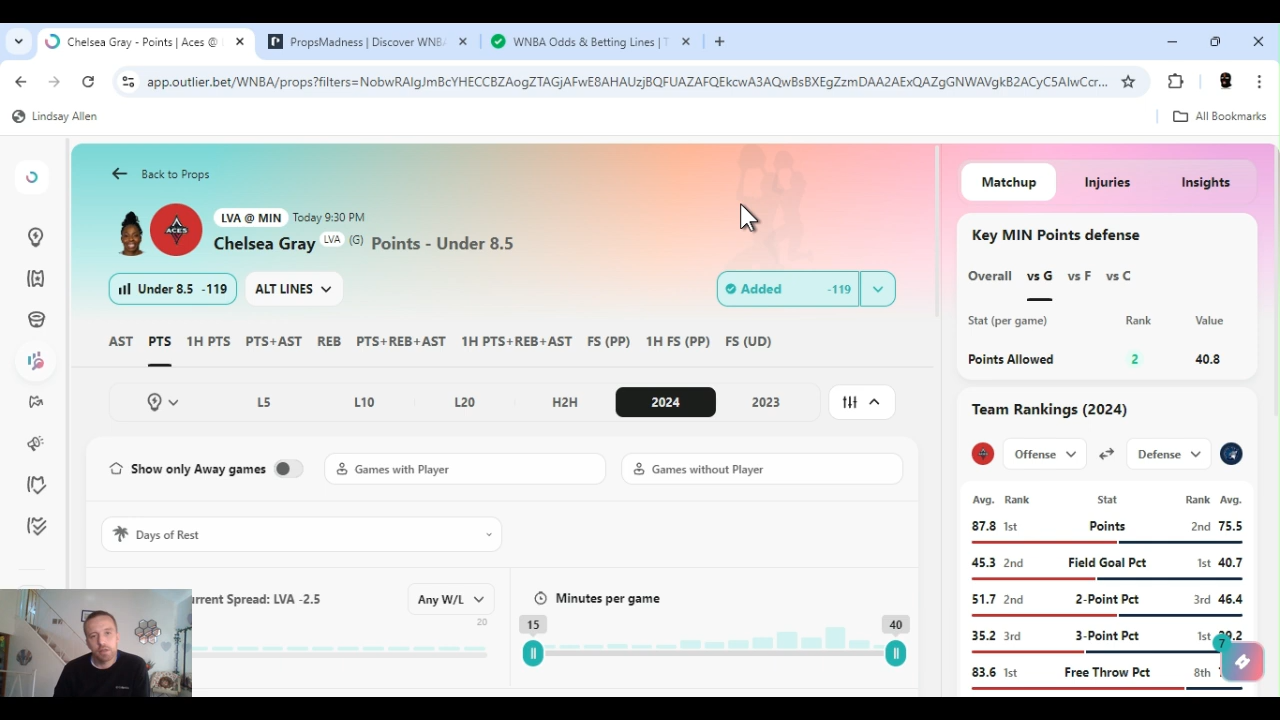 Chelsea Gray - Points | Aces @
PropsMadness | Discover WNBA
WNBA Odds & Betting Lines | T
app.outlier.bet/WNBA/props?filters=NobwRAlgJmBcYHECCBZAogZTAGjAFwE8AHAUzjBQFUAZAFQEkcwA3AQwBsBXEgZzmDAA2AExQAZgGNWAVgkB2ACyC5AIwCcr...
Lindsay Allen
All Bookmarks
Back to Props
LVA @ MIN Today 9:30 PM
Chelsea Gray LVA (G) Points - Under 8.5
Under 8.5 -119
ALT LINES
Added -119
AST PTS 1H PTS PTS+AST REB PTS+REB+AST 1H PTS+REB+AST FS (PP) 1H FS (PP) FS (UD)
L5 L10 L20 H2H 2024 2023
Show only Away games
Games with Player
Games without Player
Days of Rest
rrent Spread: LVA -2.5
Any W/L
20
Minutes per game
15
40
Matchup Injuries Insights
Key MIN Points defense
Overall vs G vs F vs C
Stat (per game) Rank Value
Points Allowed 2 40.8
Team Rankings (2024)
Offense
Defense
Avg. Rank Stat Rank Avg.
87.8 1st Points 2nd 75.5
45.3 2nd Field Goal Pct 1st 40.7
51.7 2nd 2-Point Pct 3rd 46.4
35.2 3rd 3-Point Pct 1st
7
83.6 1st Free Throw Pct 8th
ACES